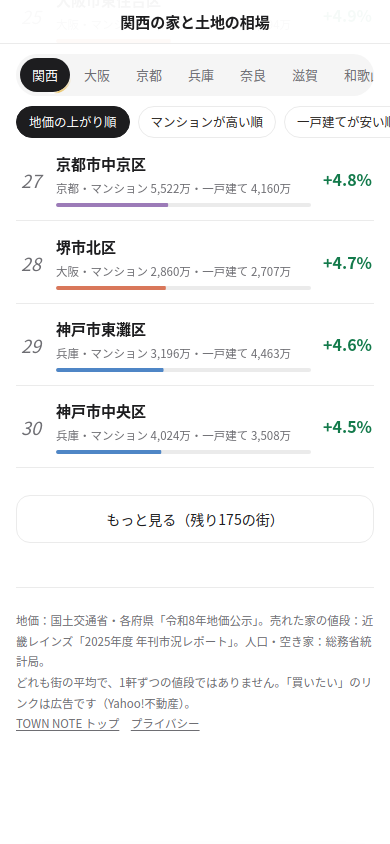 関西の家と土地の相場
関西 大阪 京都 兵庫 奈良 滋賀
地価の上がり順 マンションが高い順 一戸建てが安い
27 京都市中京区 +4.8%
京都・マンション 5,522万・一戸建て 4,160万
28 堺市北区 +4.7%
大阪・マンション 2,860万・一戸建て 2,707万
29 神戸市東灘区 +4.6%
兵庫・マンション 3,196万・一戸建て 4,463万
30 神戸市中央区 +4.5%
兵庫・マンション 4,024万・一戸建て 3,508万
もっと見る（残り175の街）
地価：国土交通省・各府県「令和8年地価公示」。売れた家の値段：近
畿レインズ「2025年度 年刊市況レポート」。人口・空き家：総務省統
計局。
どれも街の平均で、1軒ずつの値段ではありません。「買いたい」のリ
ンクは広告です（Yahoo!不動産）。
TOWN NOTE トップ プライバシー